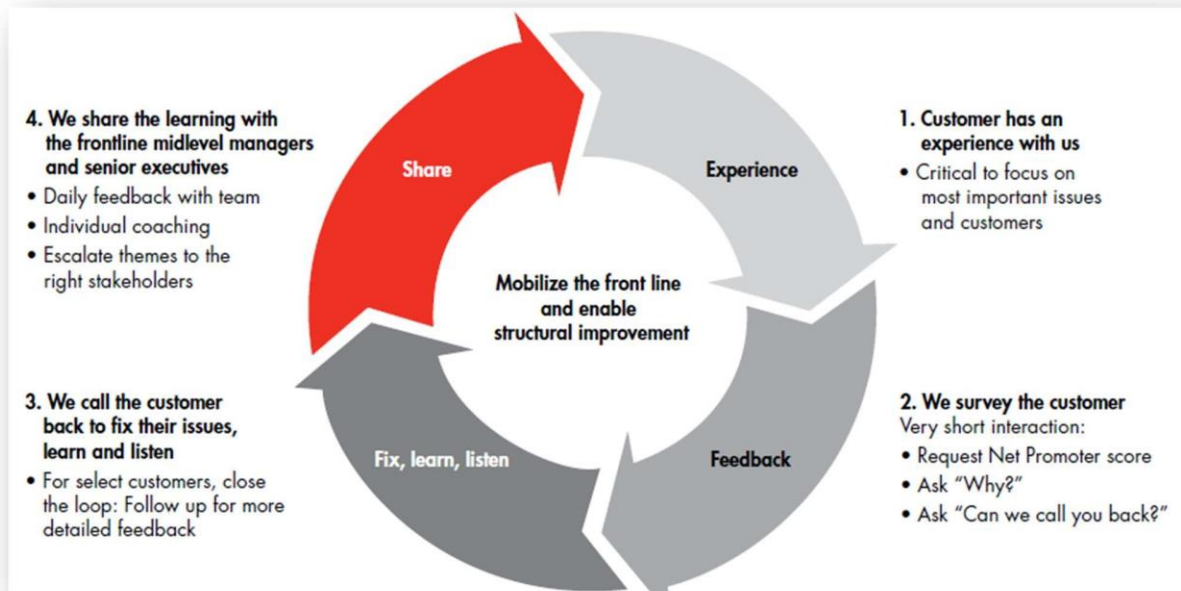 4. We share the learning with
the frontline midlevel managers
and senior executives
• Daily feedback with team
• Individual coaching
• Escalate themes to the
right stakeholders
Share
Experience
1. Customer has an
experience with us
• Critical to focus on
most important issues
and customers
Mobilize the front line
and enable
structural improvement
3. We call the customer
back to fix their issues,
learn and listen
• For select customers, close
the loop: Follow up for more
detailed feedback
Fix, learn, listen
Feedback
2. We survey the customer
Very short interaction:
• Request Net Promoter score
• Ask “Why?”
• Ask “Can we call you back?”